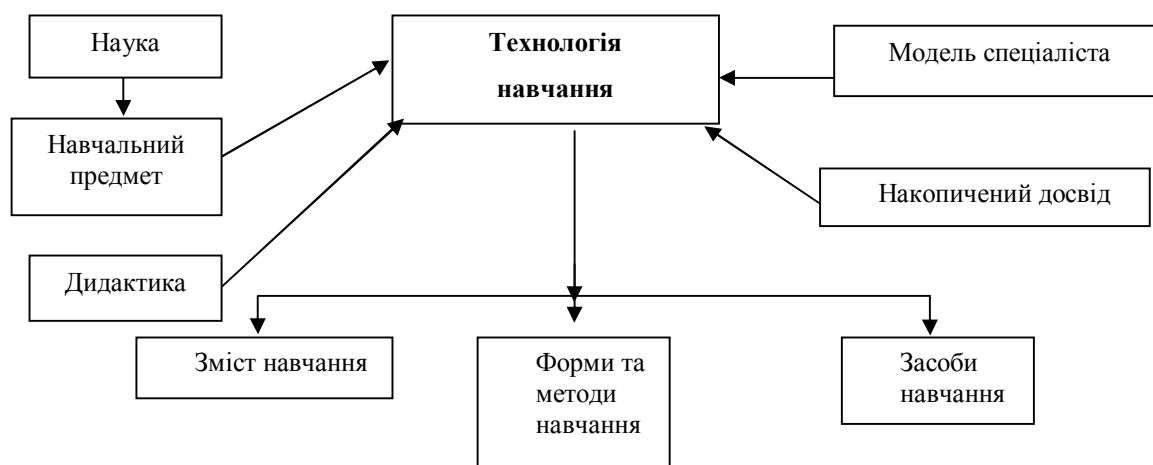 Наука
Технологія
навчання
Модель спеціаліста
Навчальний
предмет
Накопичений досвід
Дидактика
Зміст навчання
Форми та
методи
навчання
Засоби
навчання